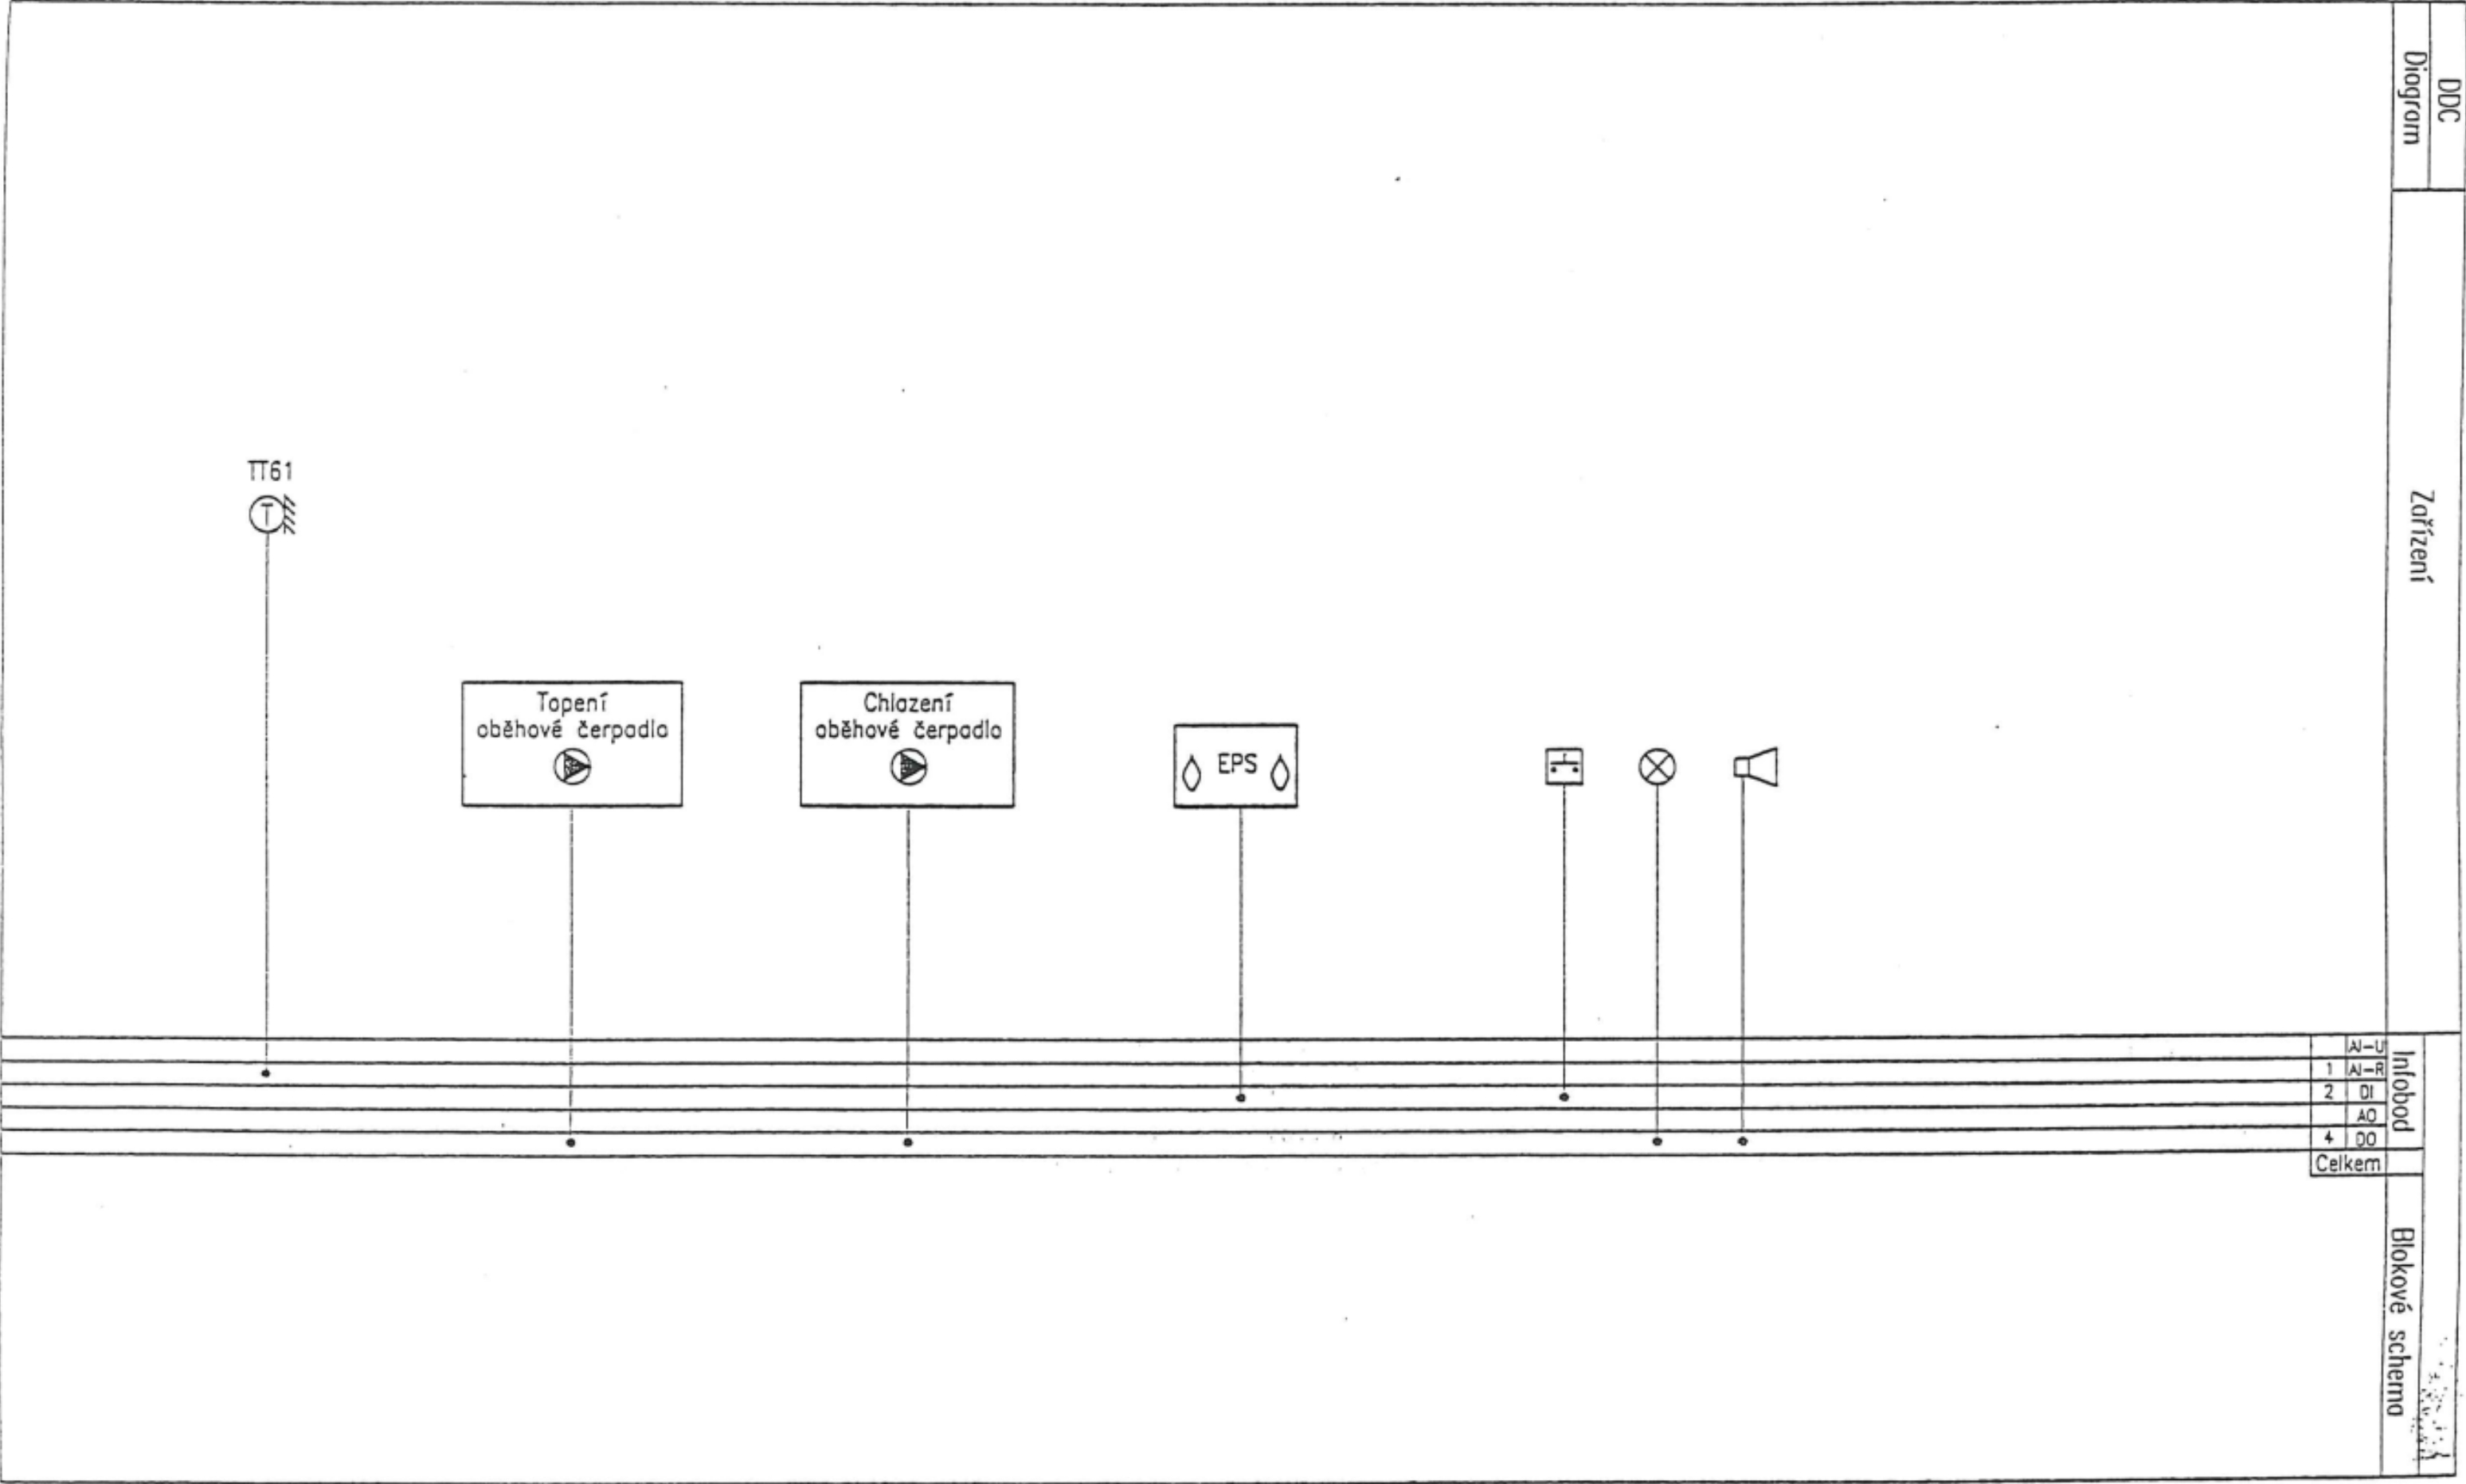 DDC
Diagram
Zařízení
TT61
T
Topení
oběhové čerpadlo
Chlazení
oběhové čerpadlo
EPS
Infobod
AI-U
1 AI-R
2 DI
AO
4 DO
Celkem
Blokové schema